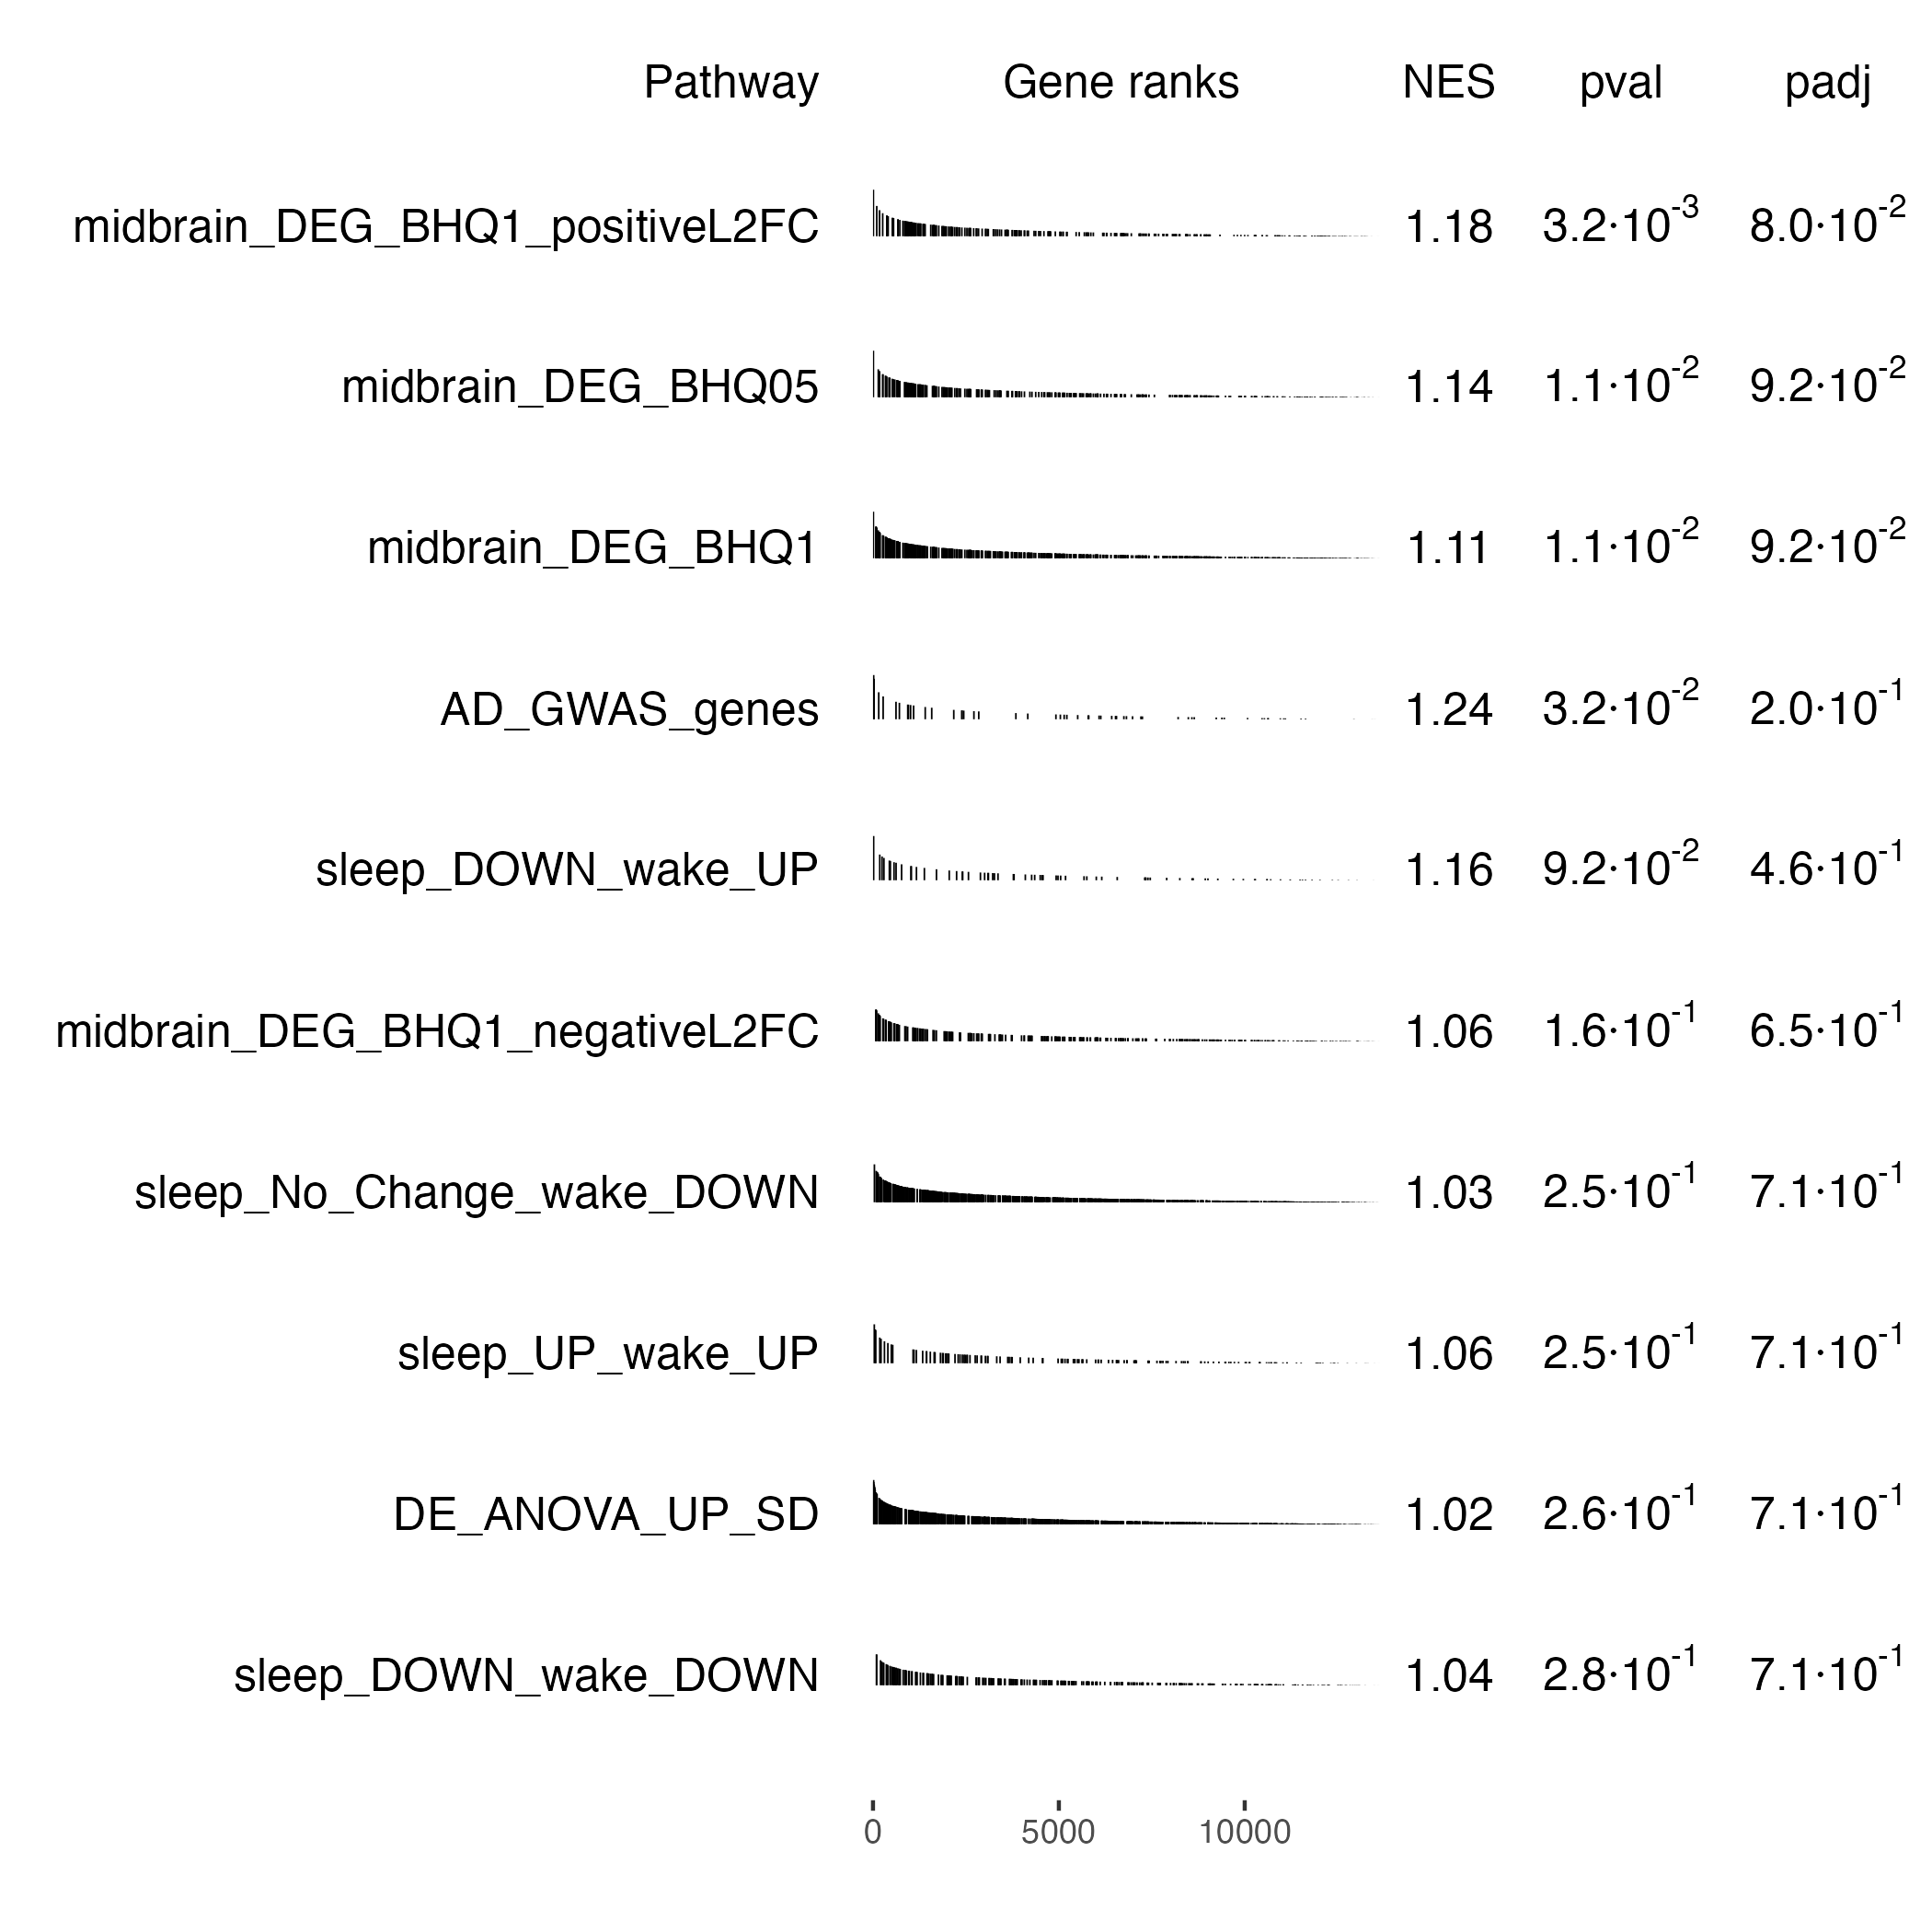 Pathway Gene ranks NES pval padj
midbrain_DEG_BHQ1_positiveL2FC 1.18 3.2·10⁻³ 8.0·10⁻²
midbrain_DEG_BHQ05 1.14 1.1·10⁻² 9.2·10⁻²
midbrain_DEG_BHQ1 1.11 1.1·10⁻² 9.2·10⁻²
AD_GWAS_genes 1.24 3.2·10⁻² 2.0·10⁻¹
sleep_DOWN_wake_UP 1.16 9.2·10⁻² 4.6·10⁻¹
midbrain_DEG_BHQ1_negativeL2FC 1.06 1.6·10⁻¹ 6.5·10⁻¹
sleep_No_Change_wake_DOWN 1.03 2.5·10⁻¹ 7.1·10⁻¹
sleep_UP_wake_UP 1.06 2.5·10⁻¹ 7.1·10⁻¹
DE_ANOVA_UP_SD 1.02 2.6·10⁻¹ 7.1·10⁻¹
sleep_DOWN_wake_DOWN 1.04 2.8·10⁻¹ 7.1·10⁻¹
0 5000 10000